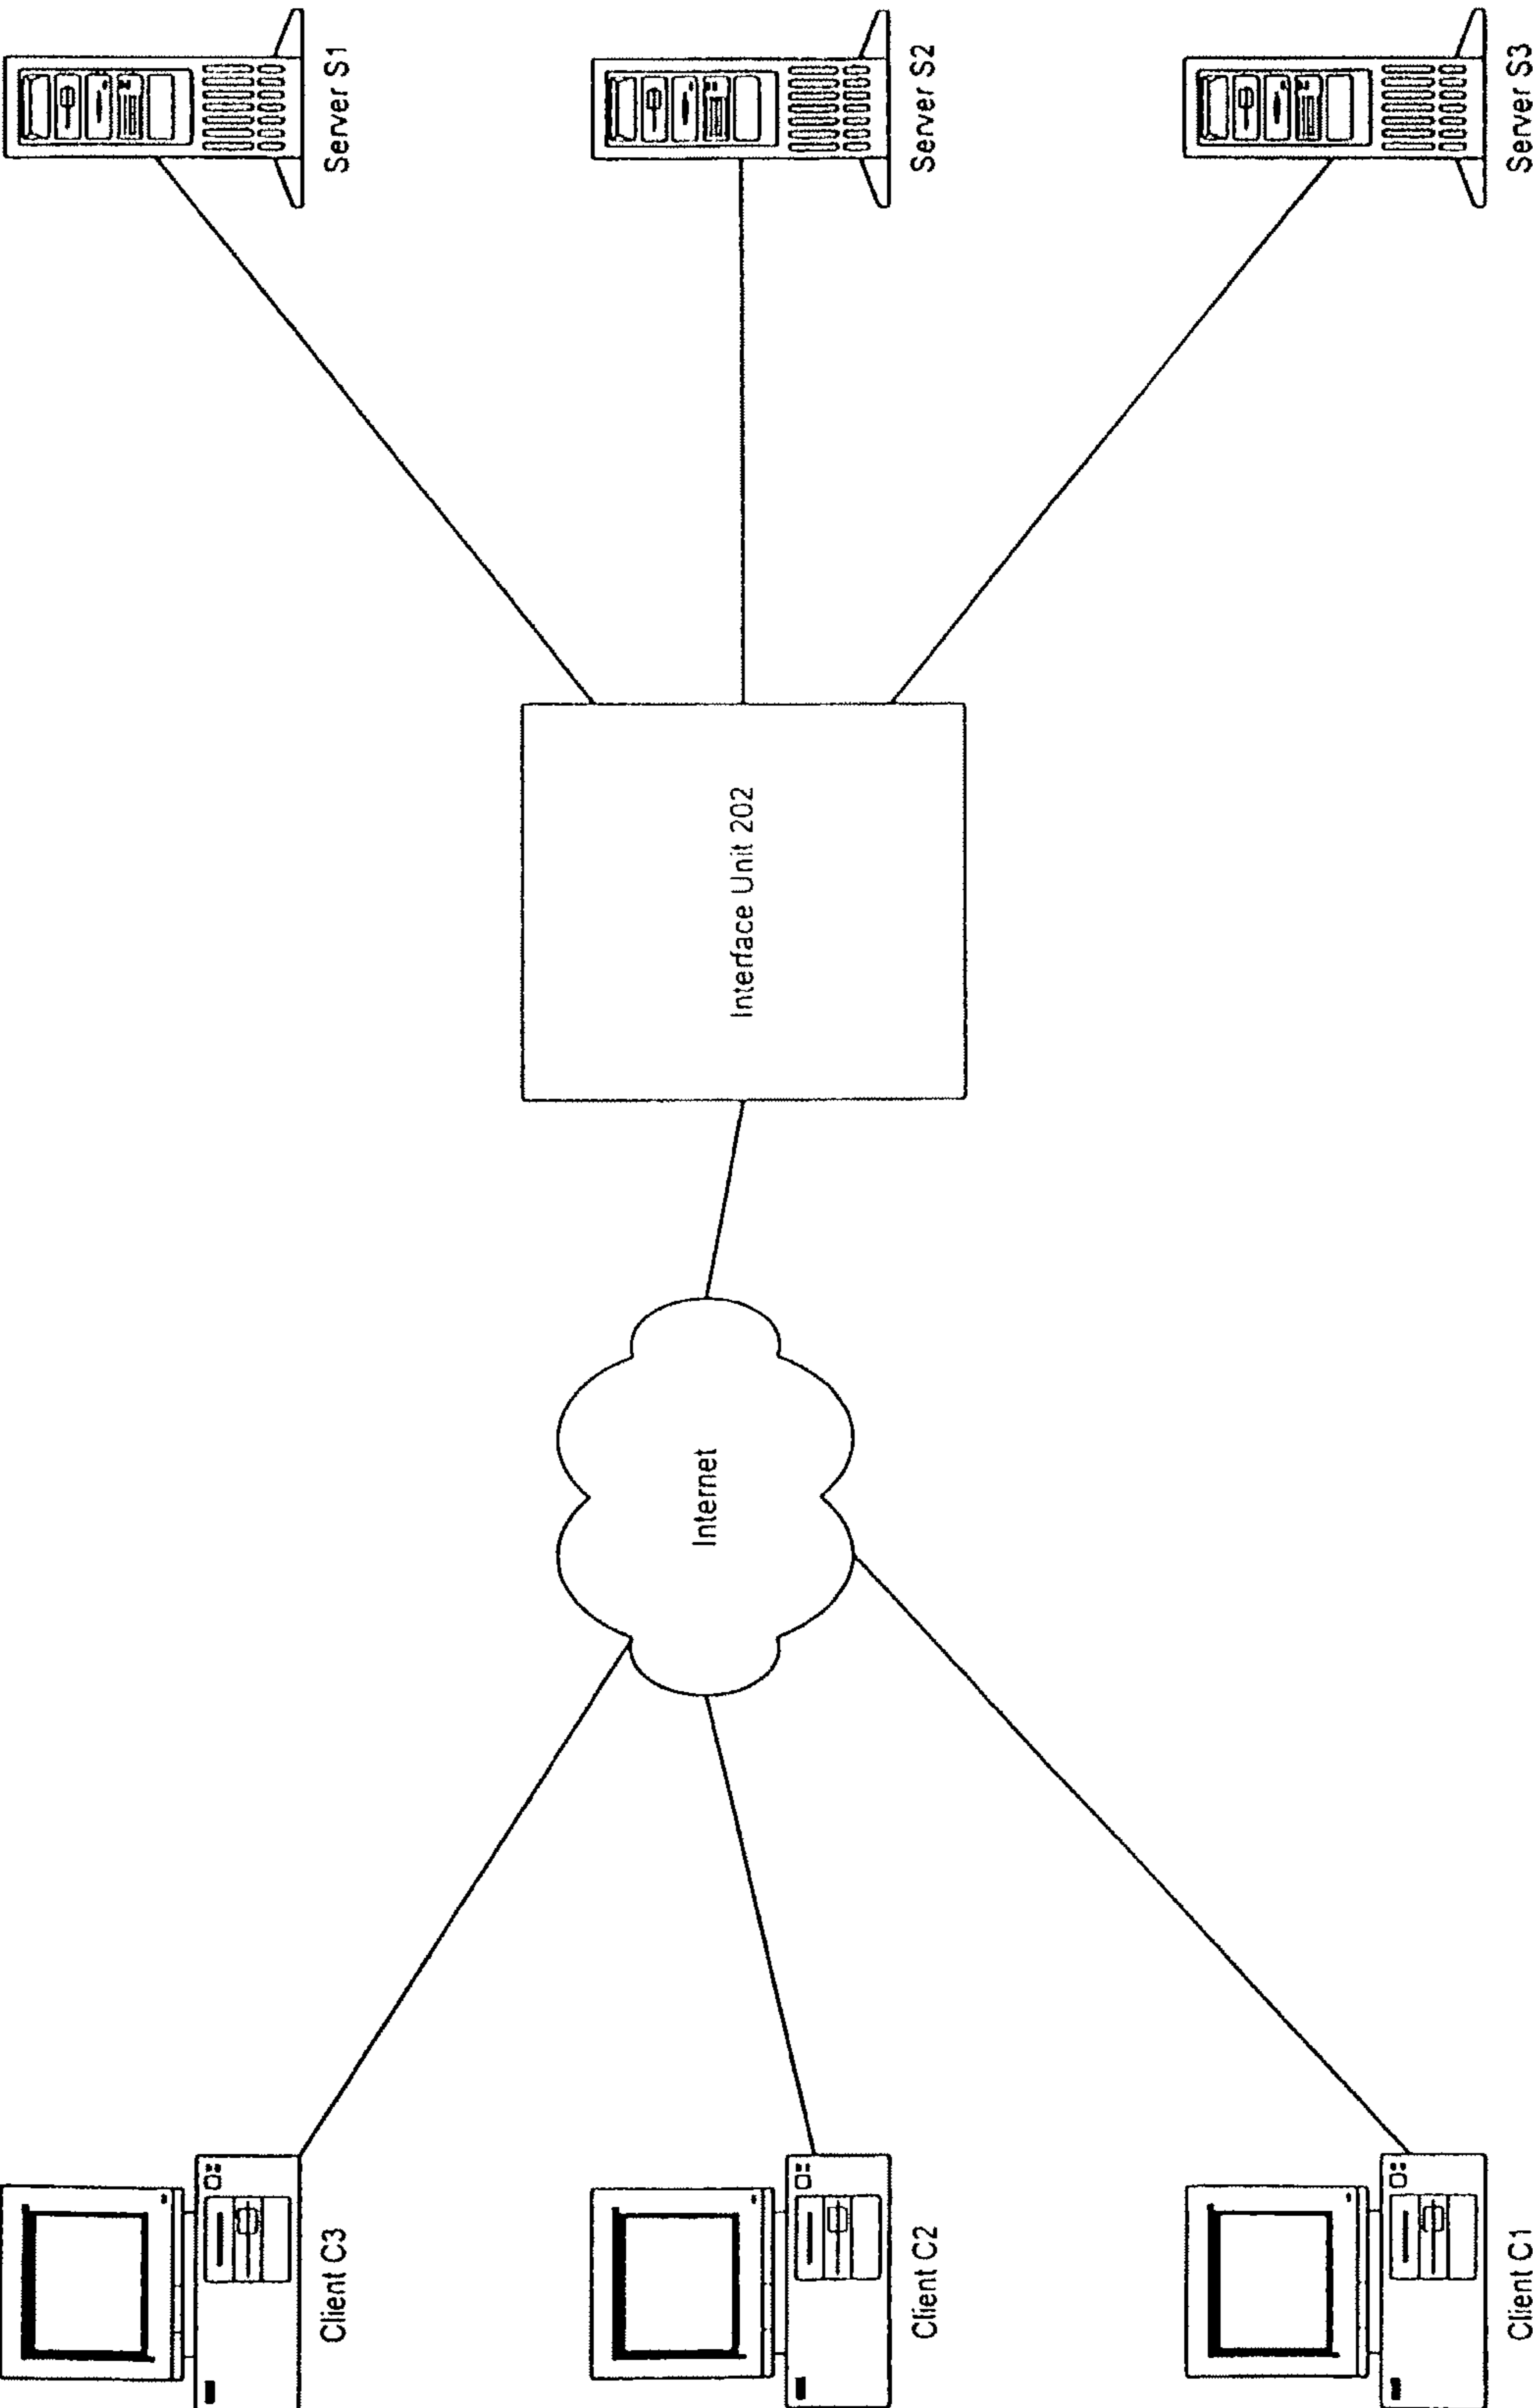 Client C3
Server S1
Internet
Interface Unit 202
Client C2
Server S2
Client C1
Server S3